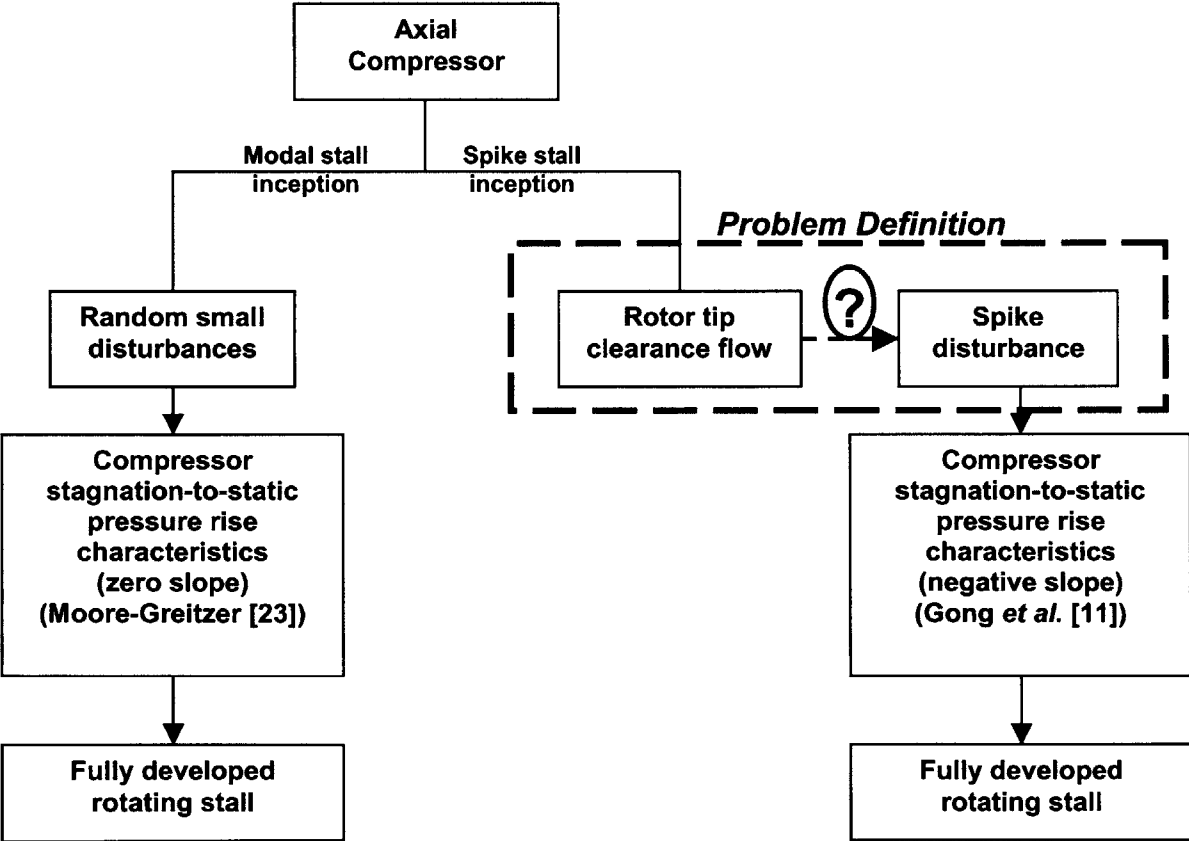 Axial
Compressor
Modal stall
inception
Spike stall
inception
Problem Definition
Random small
disturbances
Rotor tip
clearance flow
?
Spike
disturbance
Compressor
stagnation-to-static
pressure rise
characteristics
(zero slope)
(Moore-Greitzer [23])
Compressor
stagnation-to-static
pressure rise
characteristics
(negative slope)
(Gong et al. [11])
Fully developed
rotating stall
Fully developed
rotating stall